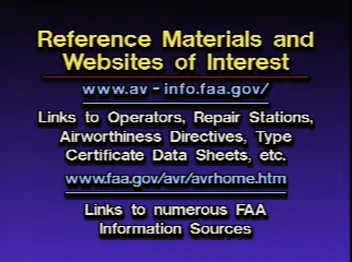 Reference Materials and
Websites of Interest
www.av-info.faa.gov/
Links to Operators, Repair Stations,
Airworthiness Directives, Type
Certificate Data Sheets, etc.
www.faa.gov/avr/avrhome.htm
Links to numerous FAA
Information Sources